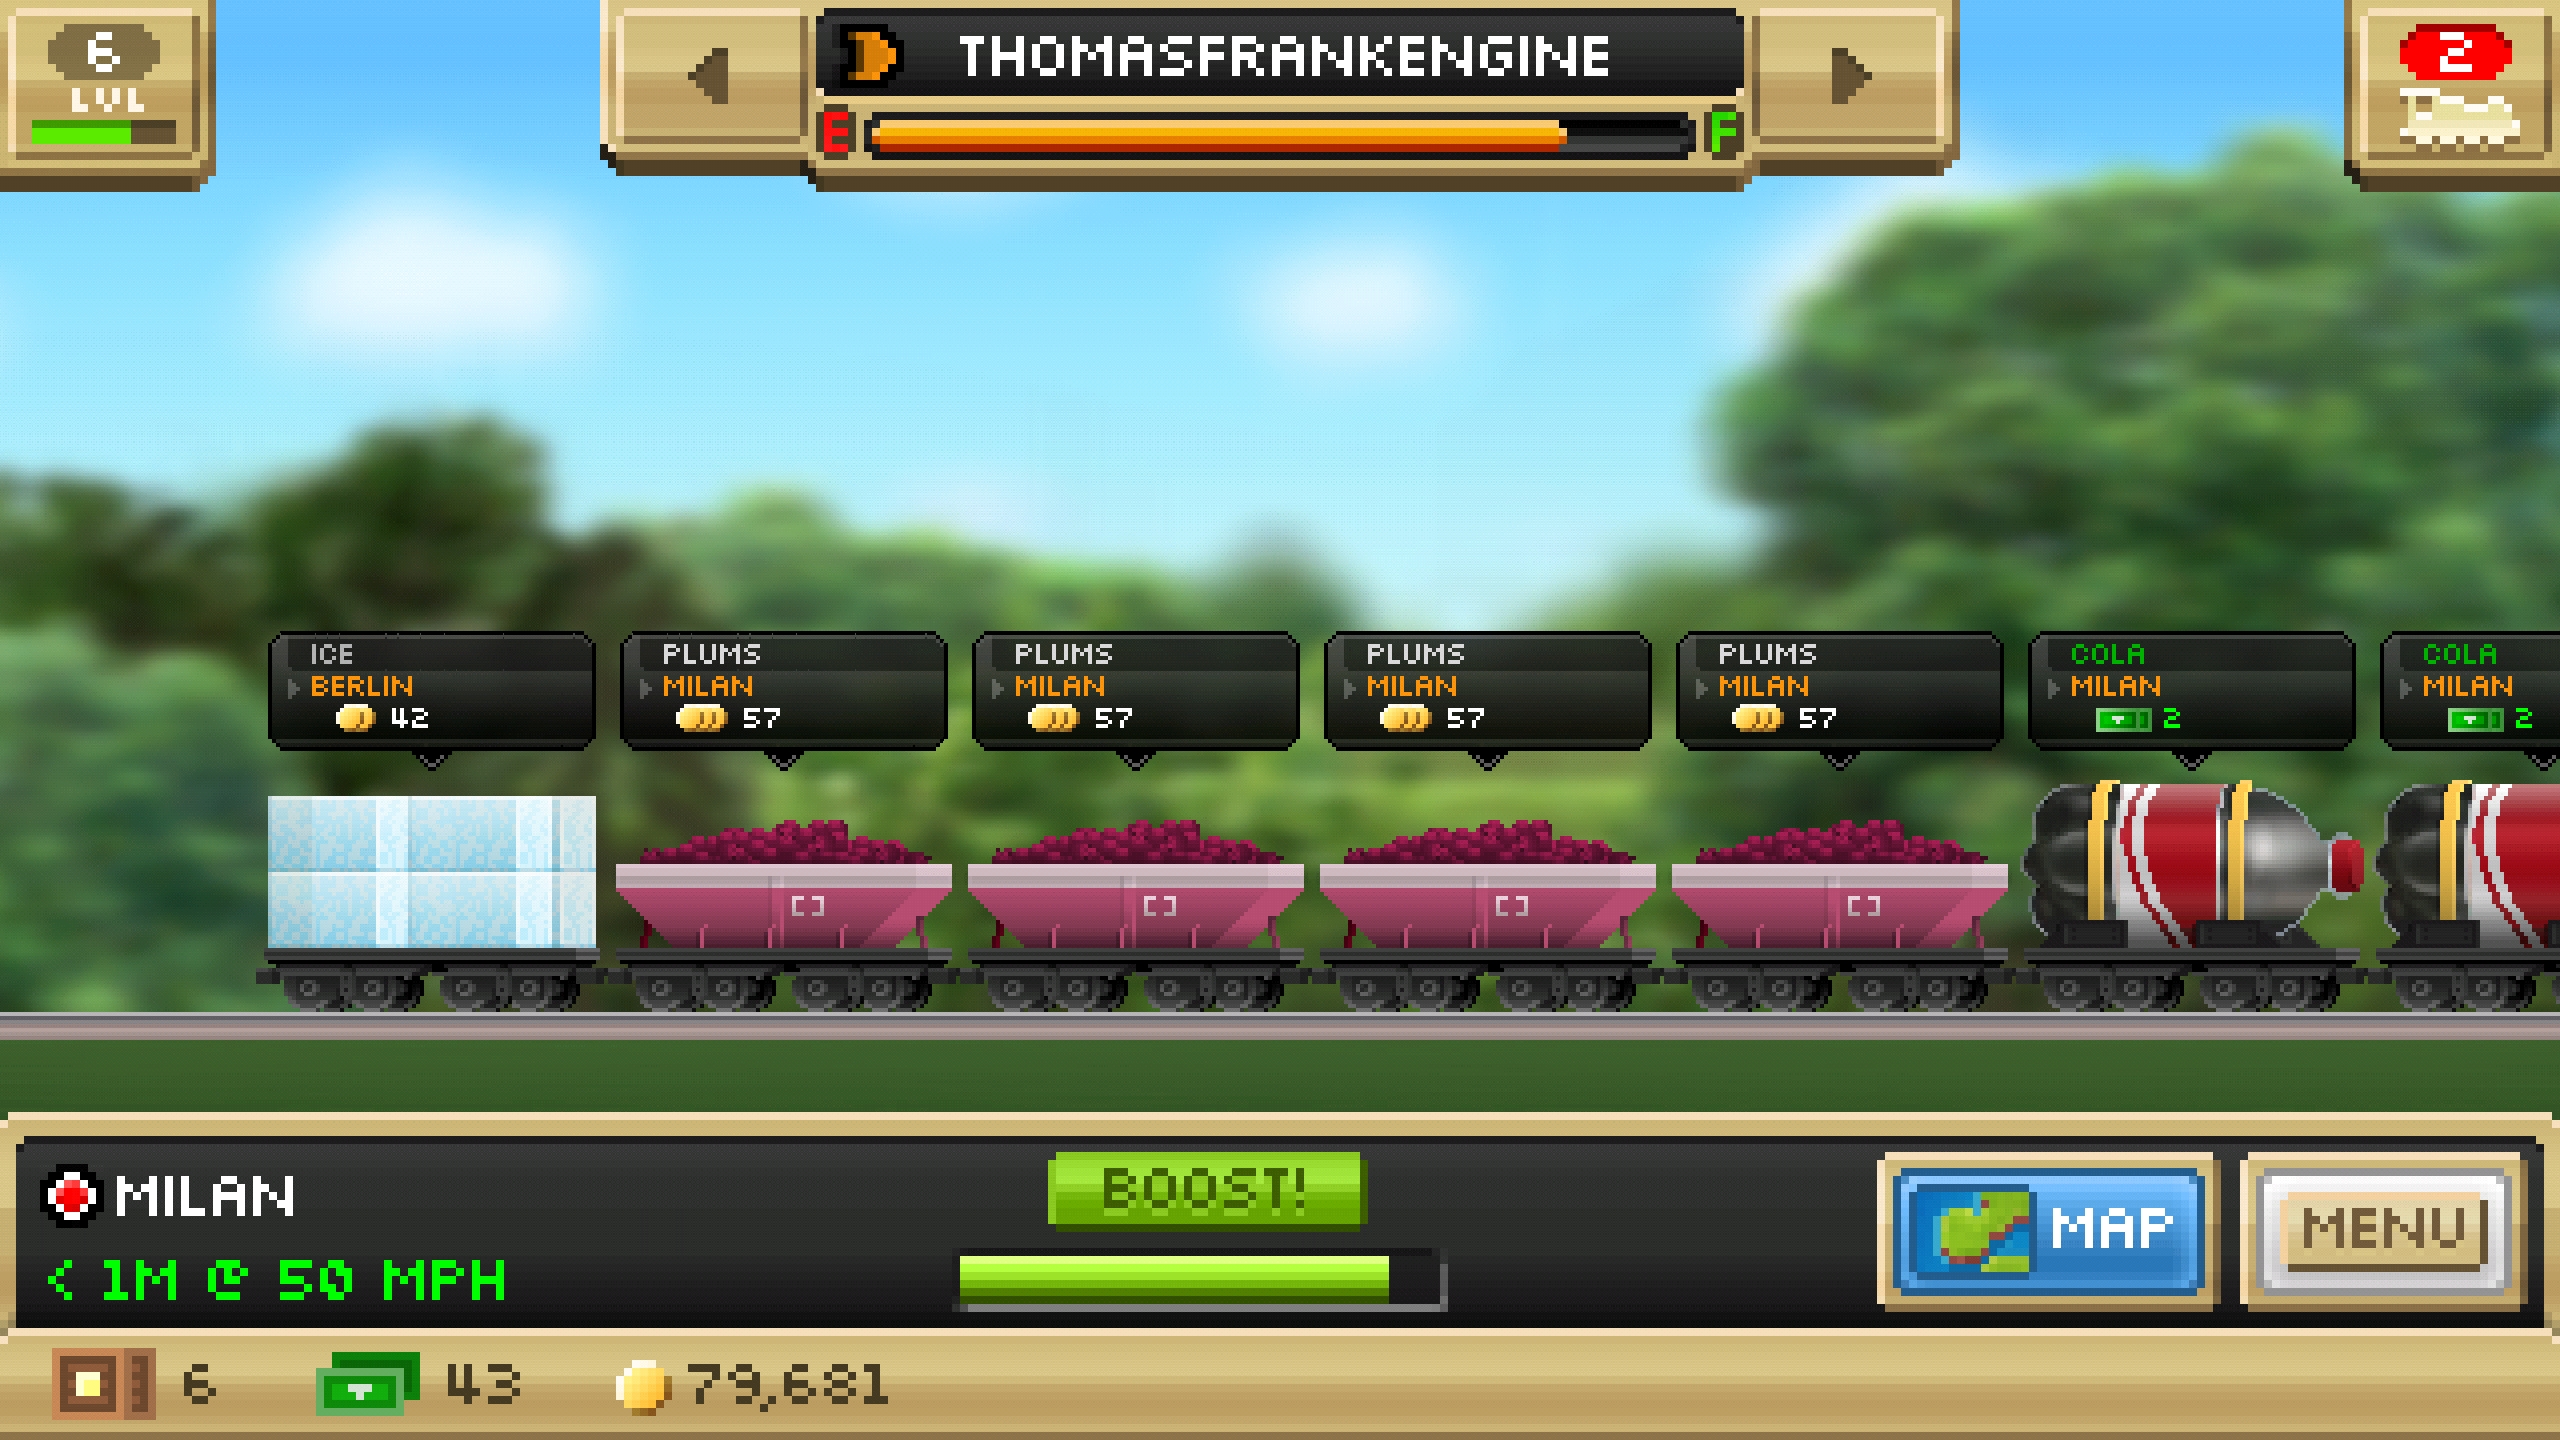 6
LVL
THOMASFRANKENGINE
E F
2
ICE
BERLIN
42
PLUMS
MILAN
57
PLUMS
MILAN
57
PLUMS
MILAN
57
PLUMS
MILAN
57
COLA
MILAN
2
COLA
MILAN
2
MILAN
< 1M @ 50 MPH
BOOST!
MAP
MENU
6 43 79,681